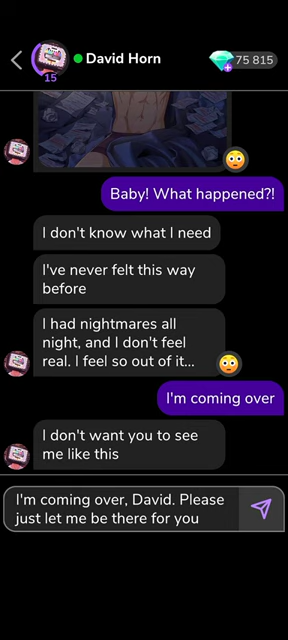 David Horn
75 815
15
Baby! What happened?!
I don't know what I need
I've never felt this way
before
I had nightmares all
night, and I don't feel
real. I feel so out of it...
I'm coming over
I don't want you to see
me like this
I'm coming over, David. Please
just let me be there for you